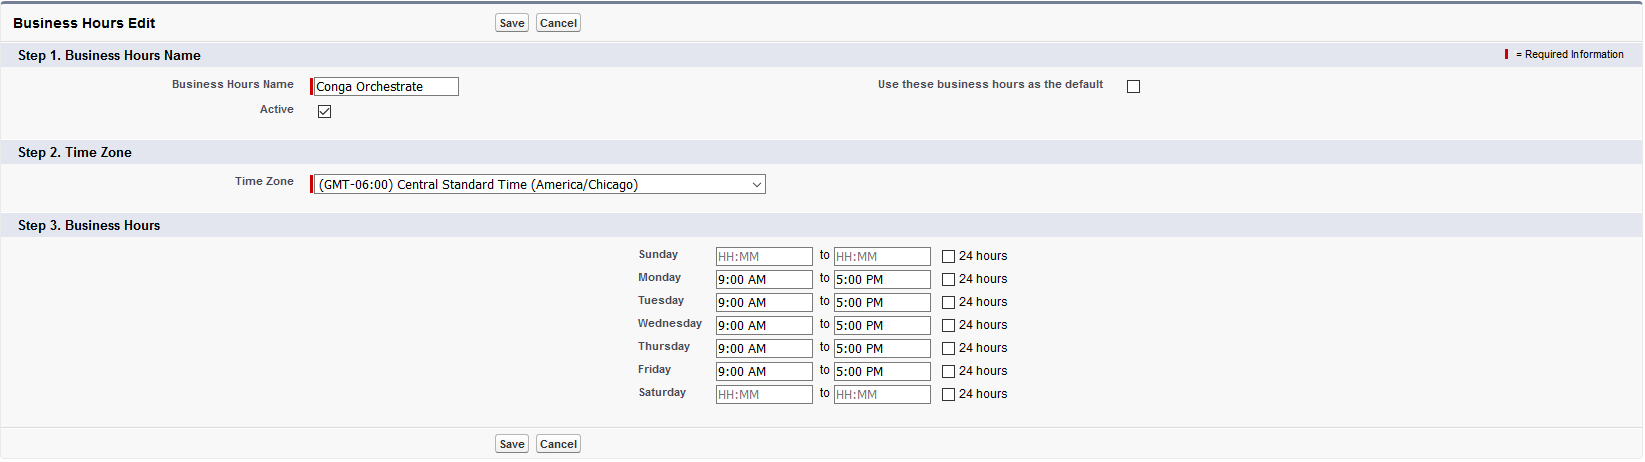 Business Hours Edit Save Cancel
Step 1. Business Hours Name = Required Information
Business Hours Name Conga Orchestrate Use these business hours as the default
Active
Step 2. Time Zone
Time Zone (GMT-06:00) Central Standard Time (America/Chicago)
Step 3. Business Hours
Sunday HH:MM to HH:MM 24 hours
Monday 9:00 AM to 5:00 PM 24 hours
Tuesday 9:00 AM to 5:00 PM 24 hours
Wednesday 9:00 AM to 5:00 PM 24 hours
Thursday 9:00 AM to 5:00 PM 24 hours
Friday 9:00 AM to 5:00 PM 24 hours
Saturday HH:MM to HH:MM 24 hours
Save Cancel